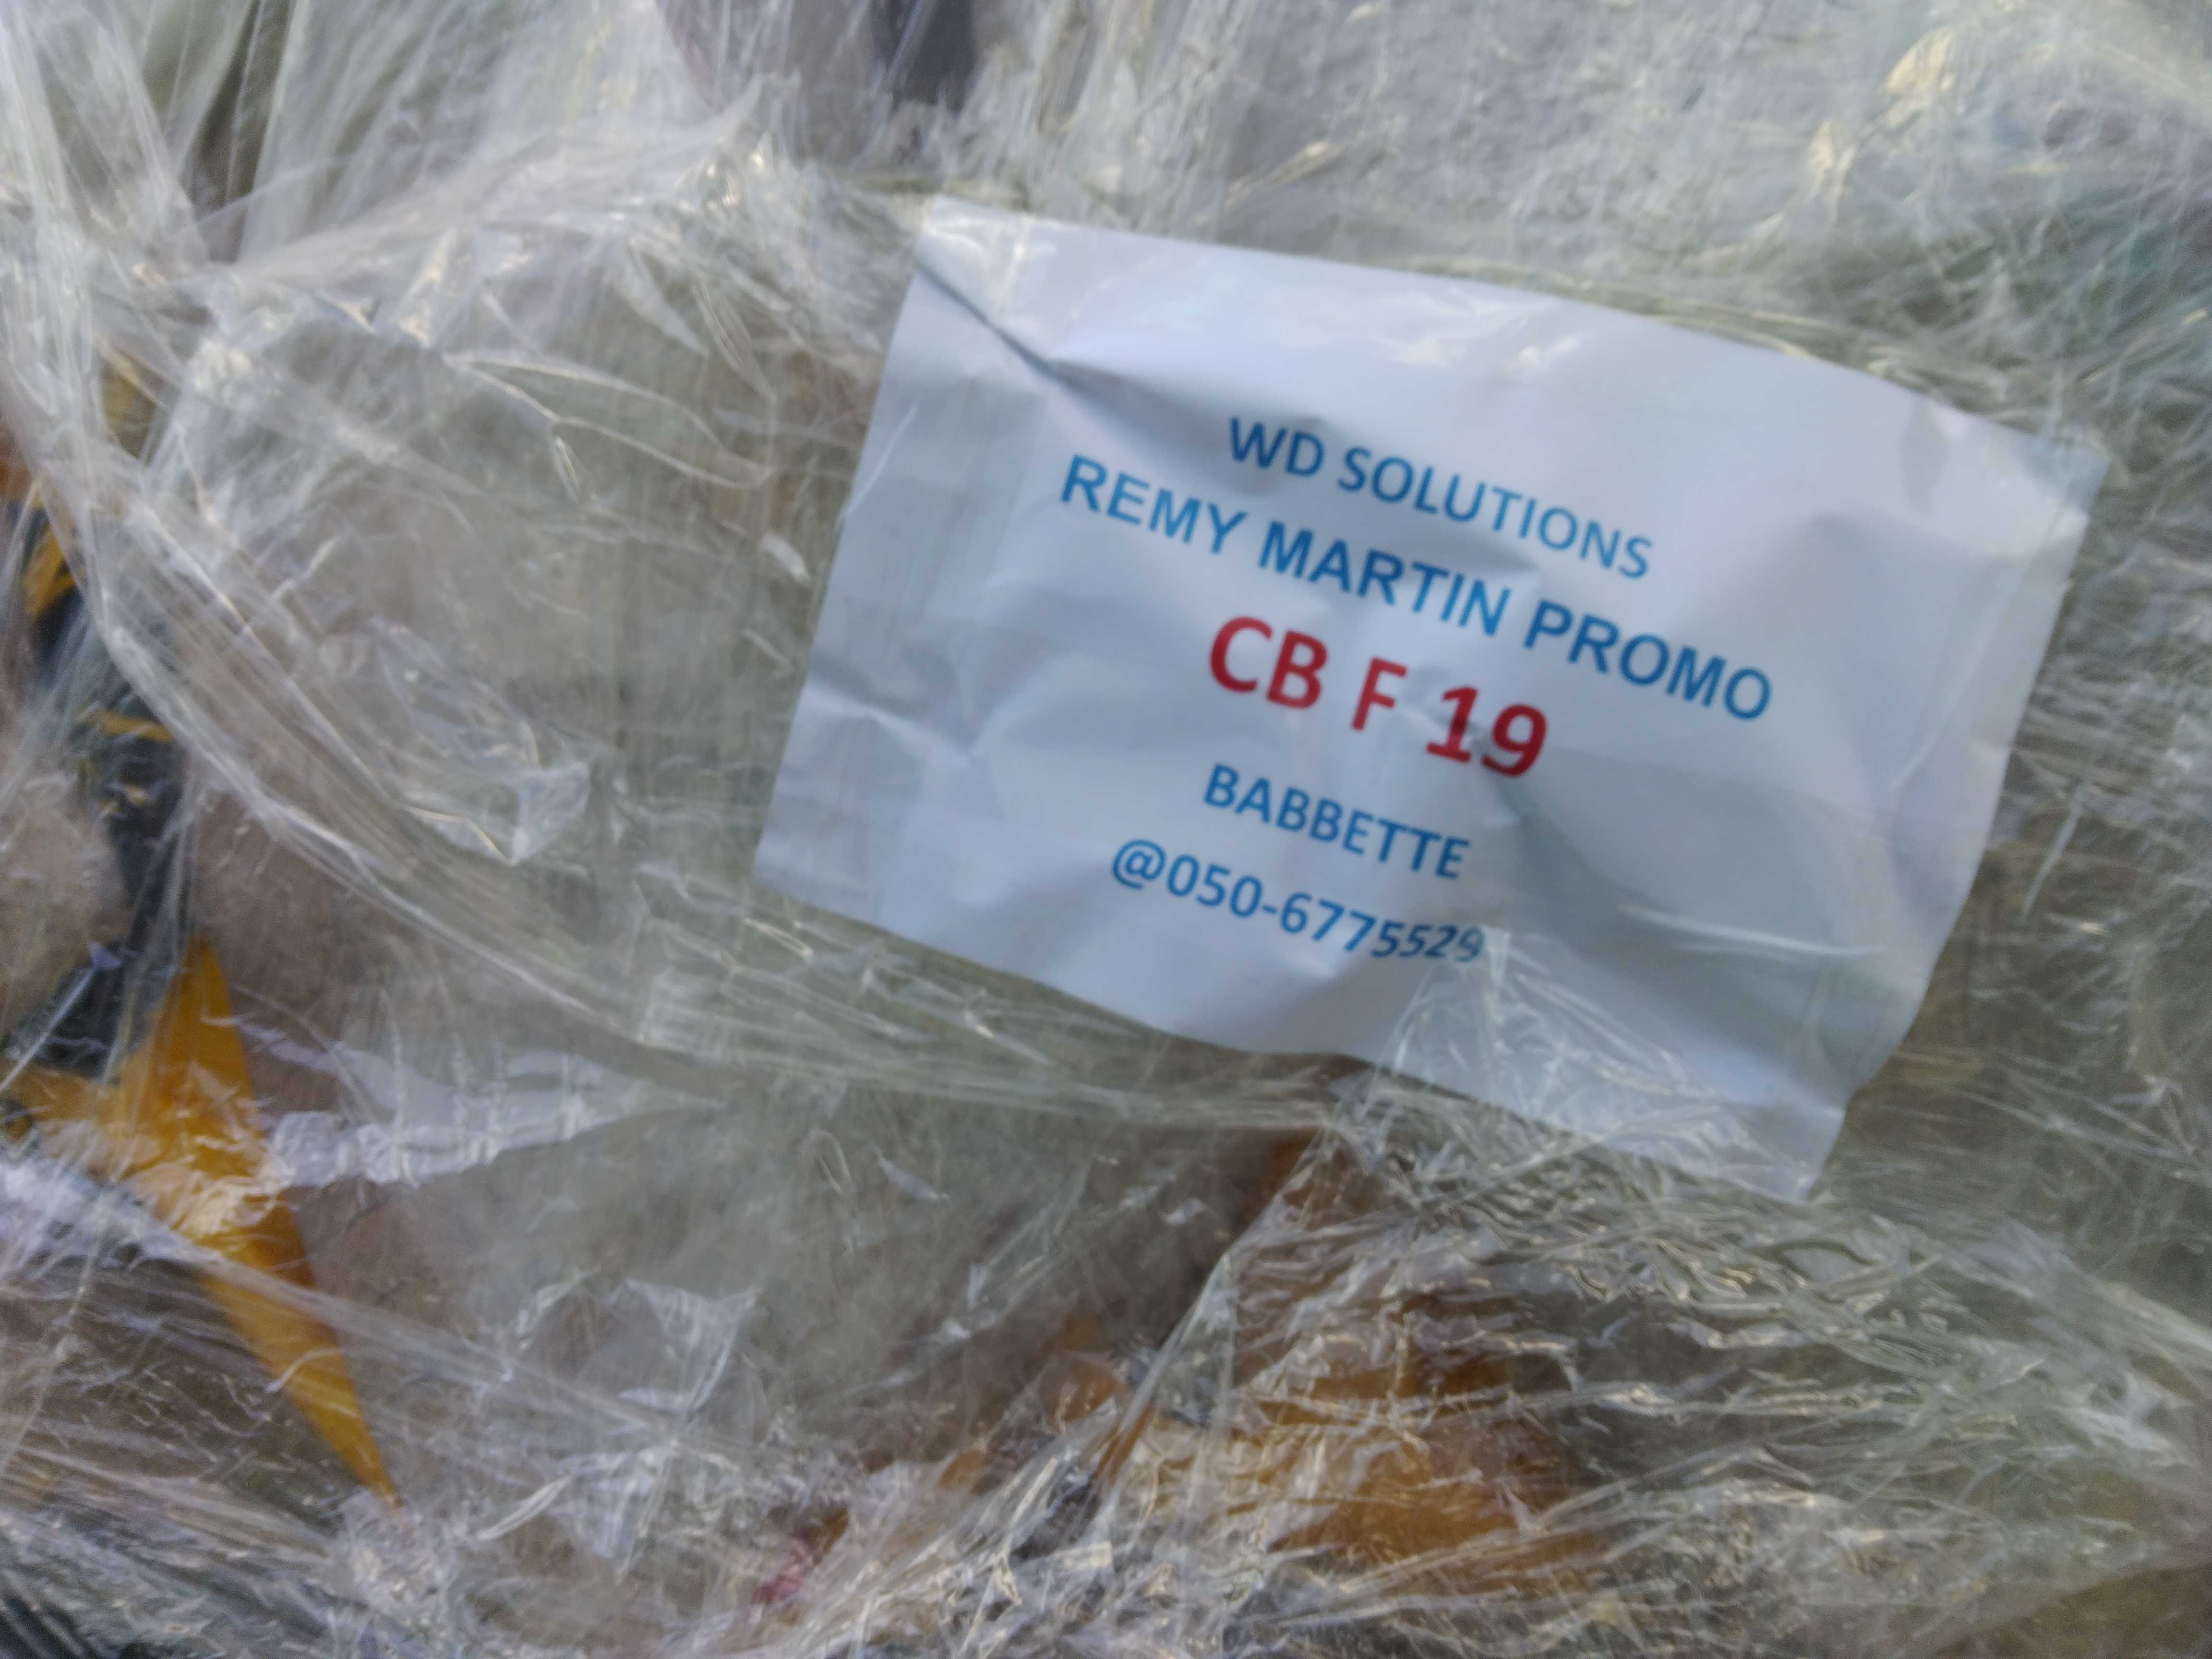 WD SOLUTIONS
REMY MARTIN PROMO
CB F 19
BABBETTE
@050-6775529